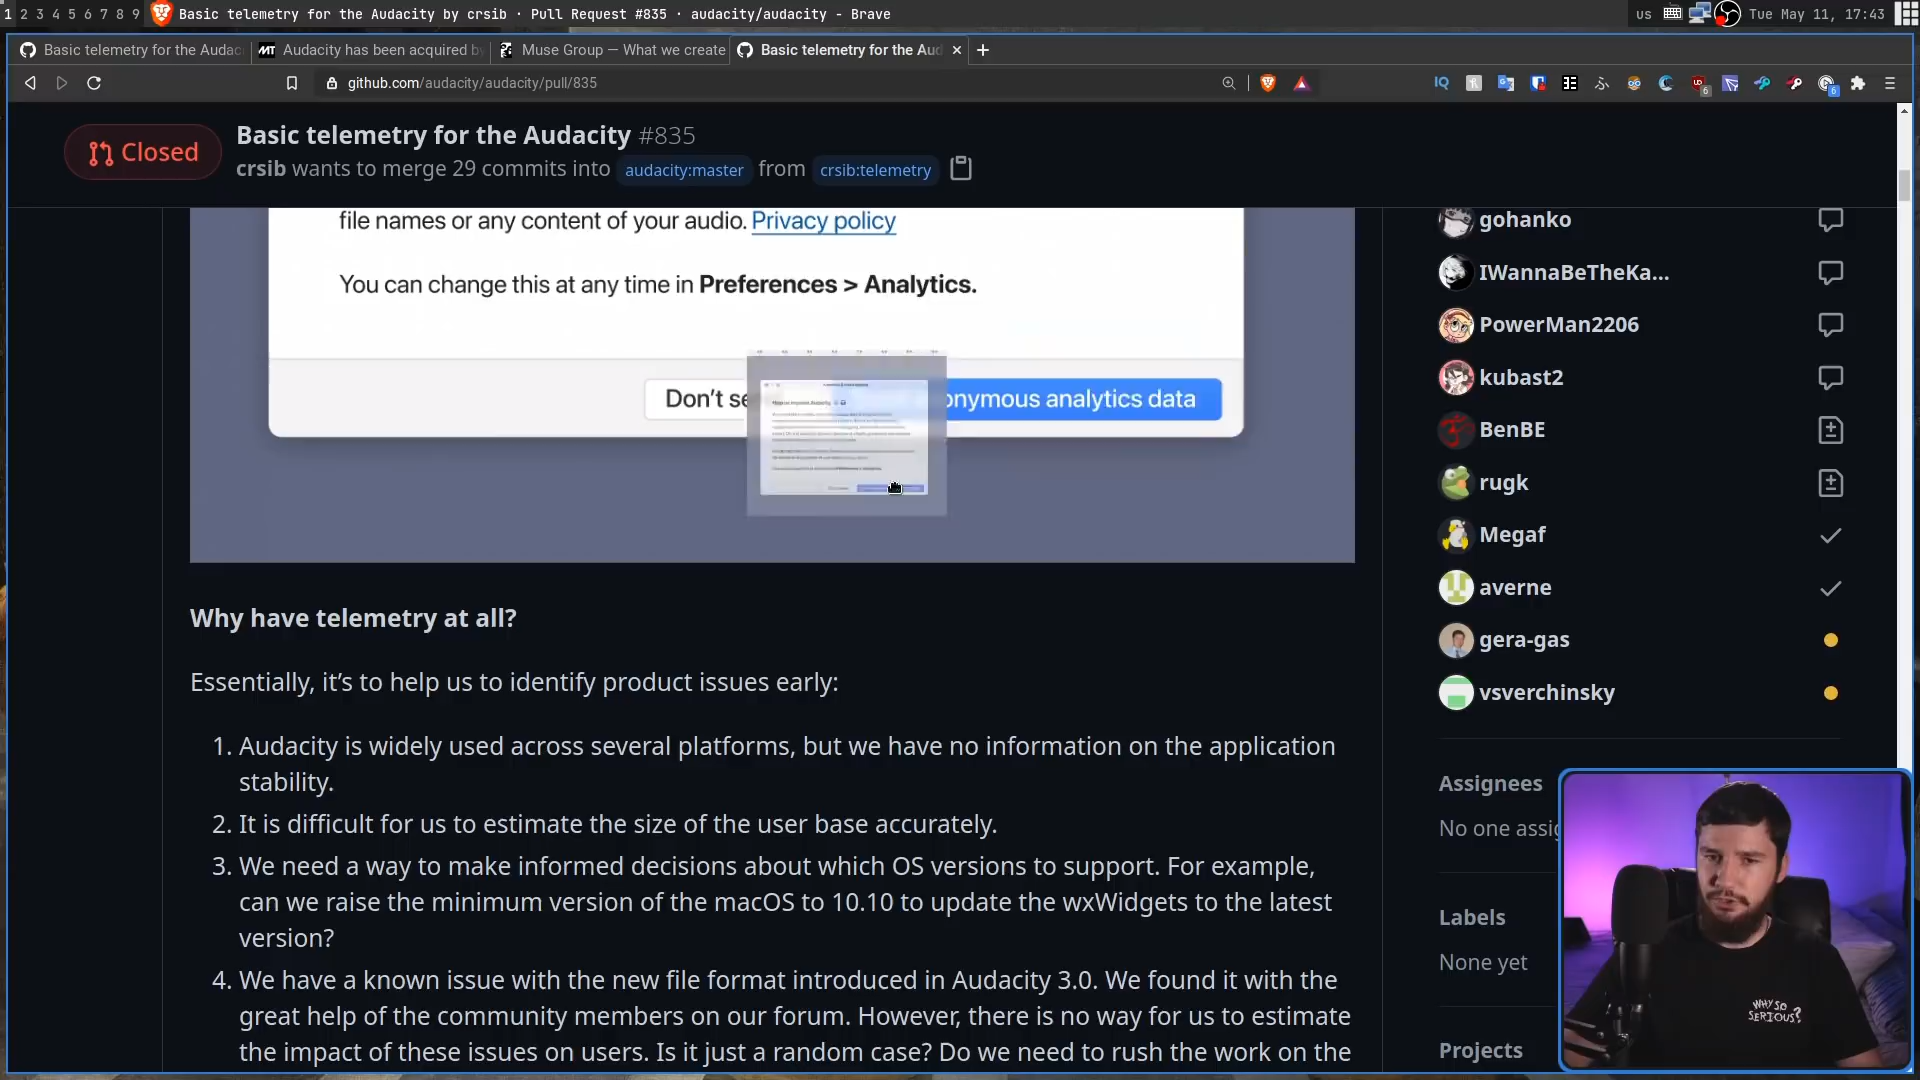 1 2 3 4 5 6 7 8 9 Basic telemetry for the Audacity by crsib · Pull Request #835 · audacity/audacity - Brave us Tue May 11, 17:43
Basic telemetry for the Audac MT Audacity has been acquired by Muse Group — What we create Basic telemetry for the Aud × +
github.com/audacity/audacity/pull/835
Closed
Basic telemetry for the Audacity #835
crsib wants to merge 29 commits into audacity:master from crsib:telemetry
file names or any content of your audio. Privacy policy
You can change this at any time in Preferences > Analytics.
Don't se
onymous analytics data
Why have telemetry at all?
Essentially, it's to help us to identify product issues early:
1. Audacity is widely used across several platforms, but we have no information on the application
stability.
2. It is difficult for us to estimate the size of the user base accurately.
3. We need a way to make informed decisions about which OS versions to support. For example,
can we raise the minimum version of the macOS to 10.10 to update the wxWidgets to the latest
version?
4. We have a known issue with the new file format introduced in Audacity 3.0. We found it with the
great help of the community members on our forum. However, there is no way for us to estimate
the impact of these issues on users. Is it just a random case? Do we need to rush the work on the
gohanko
IWannaBeTheKa...
PowerMan2206
kubast2
BenBE
rugk
Megaf
averne
gera-gas
vsverchinsky
Assignees
No one assig
Labels
None yet
Projects
WHY SO
SERIOUS?